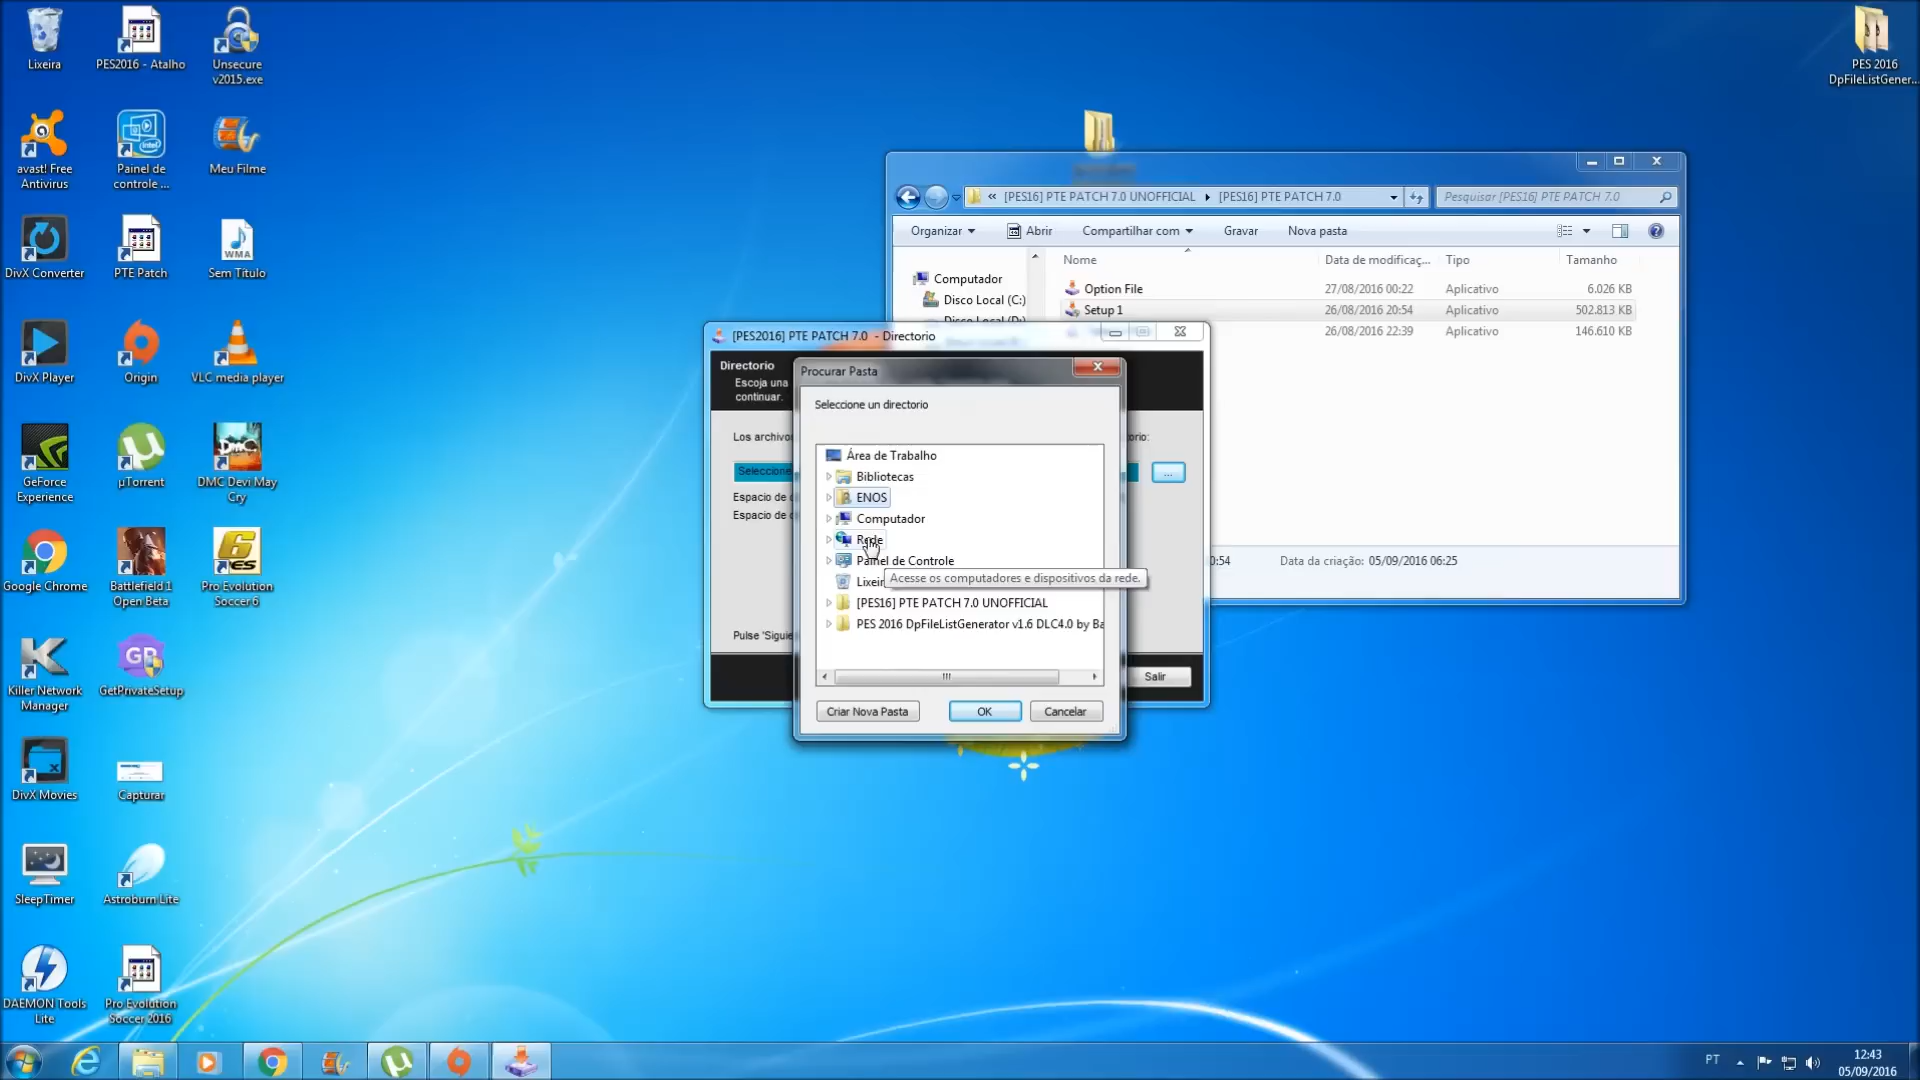 Lixeira
PES2016 - Atalho
Unsecure
v2015.exe
avast! Free
Antivirus
Painel de
controle ...
Meu Filme
DivX Converter
PTE Patch
WMA
Sem Título
DivX Player
Origin
VLC media player
GeForce
Experience
µTorrent
DMC Devi May
Cry
Google Chrome
Battlefield 1
Open Beta
Pro Evolution
Soccer 6
Killer Network
Manager
GetPrivateSetup
DivX Movies
Capturar
SleepTimer
Astroburn Lite
DAEMON Tools
Lite
Pro Evolution
Soccer 2016
PES 2016
DpFileListGener...
« [PES16] PTE PATCH 7.0 UNOFFICIAL
[PES16] PTE PATCH 7.0
Pesquisar [PES16] PTE PATCH 7.0
Organizar
Abrir
Compartilhar com
Gravar
Nova pasta
Computador
Disco Local (C:)
Disco Local (D:)
Nome
Data de modificaç...
Tipo
Tamanho
Option File
27/08/2016 00:22
Aplicativo
6.026 KB
Setup 1
26/08/2016 20:54
Aplicativo
502.813 KB
26/08/2016 22:39
Aplicativo
146.610 KB
0:54
Data da criação: 05/09/2016 06:25
[PES2016] PTE PATCH 7.0 - Directorio
Directorio
Escoja una
continuar.
Los archivo
orio:
Seleccione
...
Espacio de d
Espacio de d
Pulse 'Siguie
Salir
Procurar Pasta
Seleccione un directorio
Área de Trabalho
Bibliotecas
ENOS
Computador
Rede
Painel de Controle
Lixeir
Acesse os computadores e dispositivos da rede.
[PES16] PTE PATCH 7.0 UNOFFICIAL
PES 2016 DpFileListGenerator v1.6 DLC4.0 by Ba
Criar Nova Pasta
OK
Cancelar
PT
12:43
05/09/2016